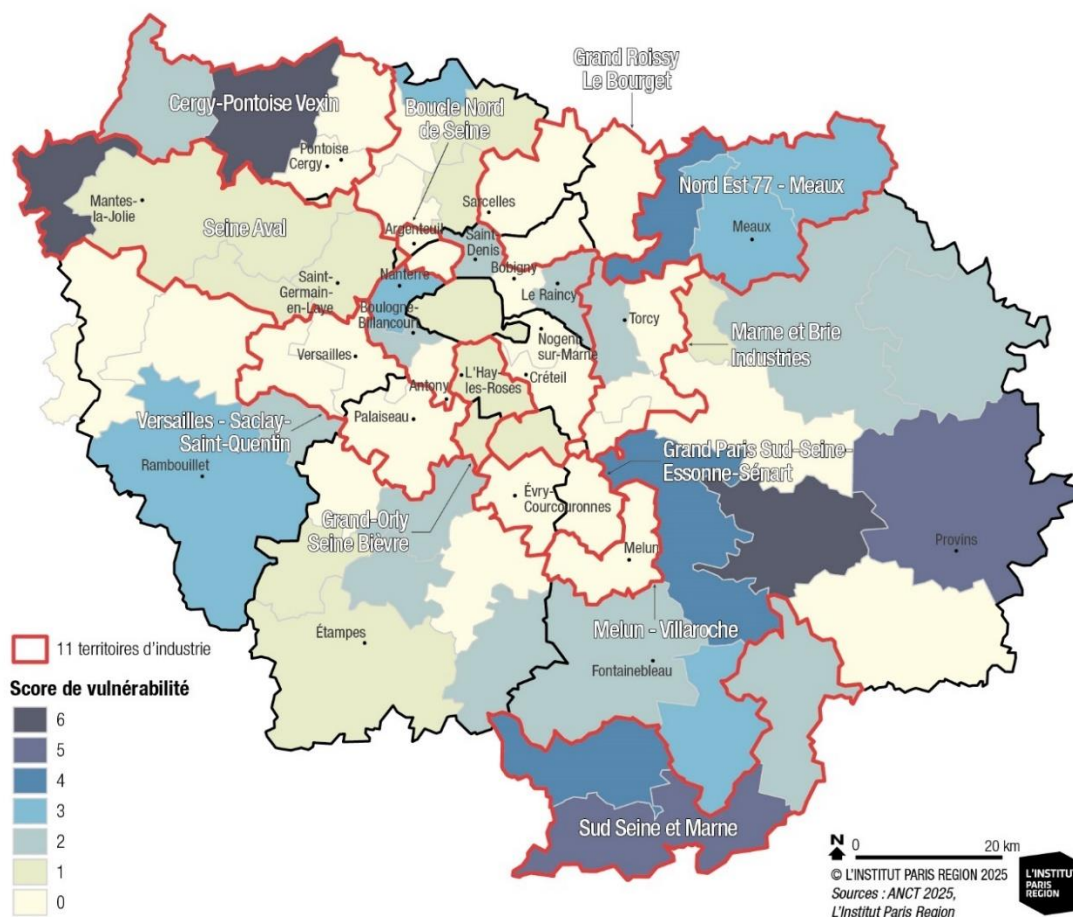 Grand Roissy
Le Bourget
Cergy-Pontoise Vexin
Boucle Nord
de Seine
Pontoise
Cergy
Nord Est 77 - Meaux
Mantes-
la-Jolie
Sarcelles
Meaux
Seine Aval
Argenteuil
Saint-
Denis
Saint-
Germain-
en-Laye
Nanterre
Bobigny
Boulogne-
Billancourt
Le Raincy
Torcy
Marne et Brie
Industries
Versailles
Nogent-
sur-Marne
L'Hay-
les-Roses
Créteil
Antony
Palaiseau
Versailles - Saclay-
Saint-Quentin
Rambouillet
Grand Paris Sud-Seine-
Essonne-Sénart
Évry-
Courcouronnes
Grand-Orly
Seine Bièvre
Melun
Provins
Melun - Villaroche
Étampes
Fontainebleau
11 territoires d'industrie
Score de vulnérabilité
6
5
4
3
2
1
0
Sud Seine et Marne
N
0 20 km
© L'INSTITUT PARIS REGION 2025
Sources : ANCT 2025,
L'Institut Paris Region
L'INSTITUT
PARIS
REGION